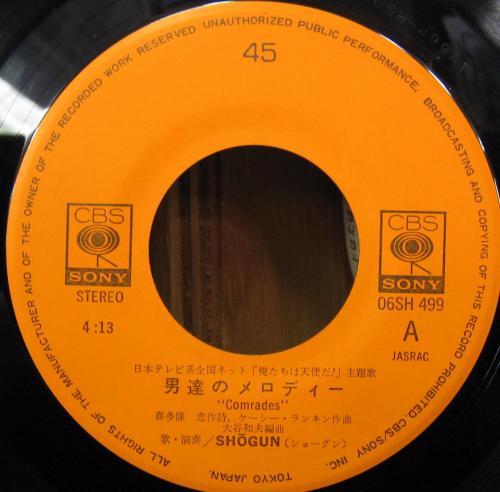 ALL RIGHTS OF THE MANUFACTURER AND OF THE OWNER OF THE RECORDED WORK RESERVED UNAUTHORIZED PUBLIC PERFORMANCE, BROADCASTING AND COPYING OF THIS RECORD PROHIBITED. CBS/SONY INC. TOKYO JAPAN.
45
CBS
SONY
STEREO
4:13
CBS
SONY
06SH 499
A
JASRAC
日本テレビ系全国ネット「俺たちは天使だ!」主題歌
男達のメロディー
"Comrades"
喜多條 忠作詩、ケーシー・ランキン作曲
大谷和夫編曲
歌・演奏/SHŌGUN(ショーグン)